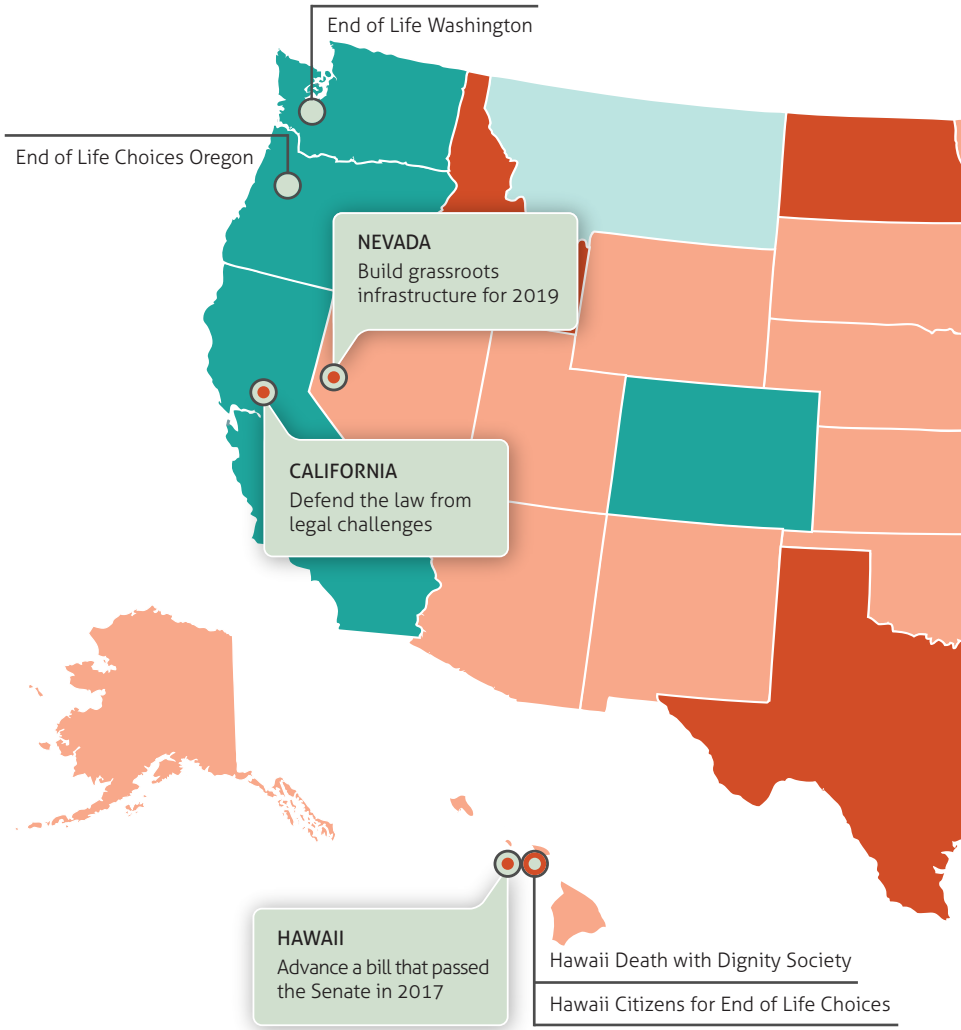 End of Life Washington
End of Life Choices Oregon
NEVADA
Build grassroots
infrastructure for 2019
CALIFORNIA
Defend the law from
legal challenges
HAWAII
Advance a bill that passed
the Senate in 2017
Hawaii Death with Dignity Society
Hawaii Citizens for End of Life Choices